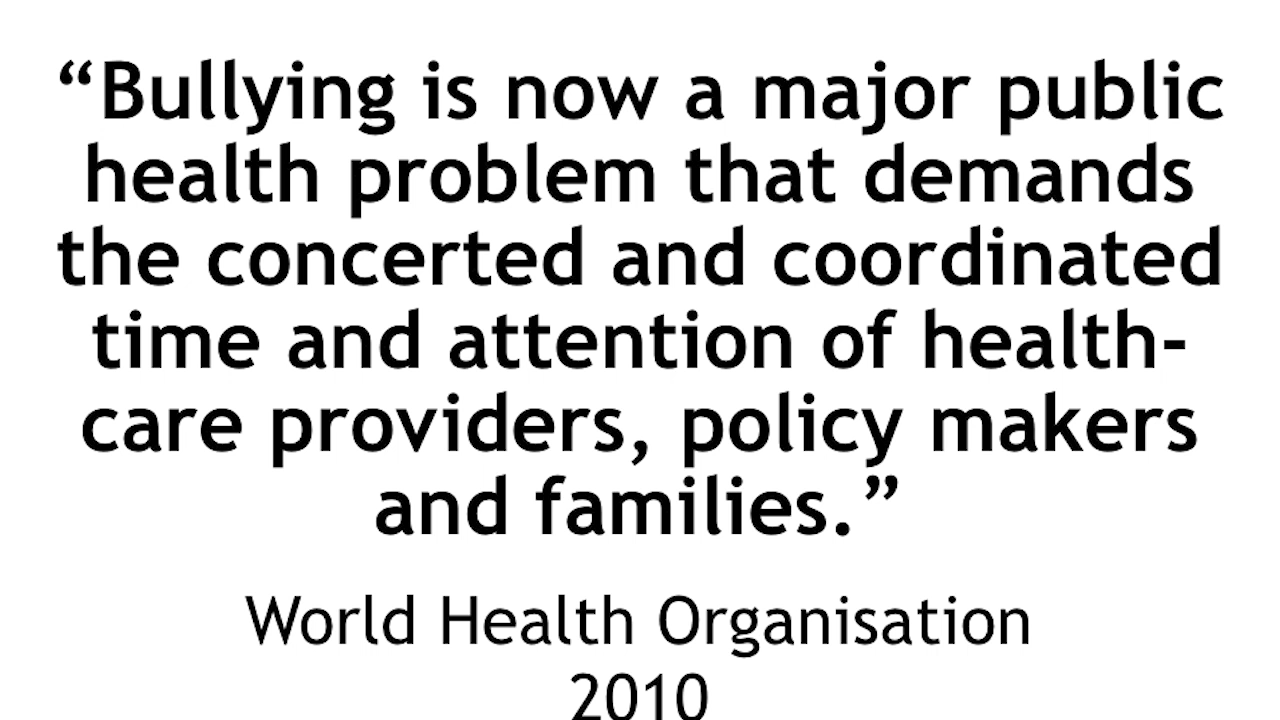 “Bullying is now a major public
health problem that demands
the concerted and coordinated
time and attention of health-
care providers, policy makers
and families.”
World Health Organisation
2010